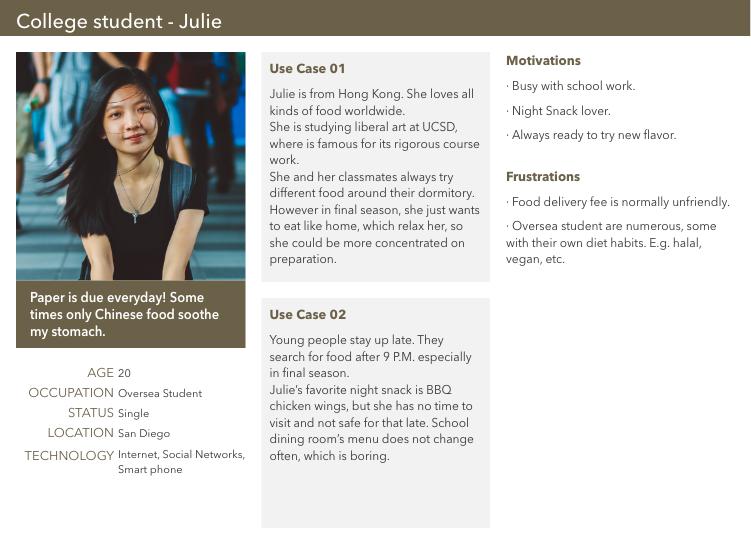 College student - Julie
Paper is due everyday! Some
times only Chinese food soothe
my stomach.
AGE 20
OCCUPATION Oversea Student
STATUS Single
LOCATION San Diego
TECHNOLOGY Internet, Social Networks,
Smart phone
Use Case 01
Julie is from Hong Kong. She loves all
kinds of food worldwide.
She is studying liberal art at UCSD,
where is famous for its rigorous course
work.
She and her classmates always try
different food around their dormitory.
However in final season, she just wants
to eat like home, which relax her, so
she could be more concentrated on
preparation.
Use Case 02
Young people stay up late. They
search for food after 9 P.M. especially
in final season.
Julie’s favorite night snack is BBQ
chicken wings, but she has no time to
visit and not safe for that late. School
dining room’s menu does not change
often, which is boring.
Motivations
· Busy with school work.
· Night Snack lover.
· Always ready to try new flavor.
Frustrations
· Food delivery fee is normally unfriendly.
· Oversea student are numerous, some
with their own diet habits. E.g. halal,
vegan, etc.